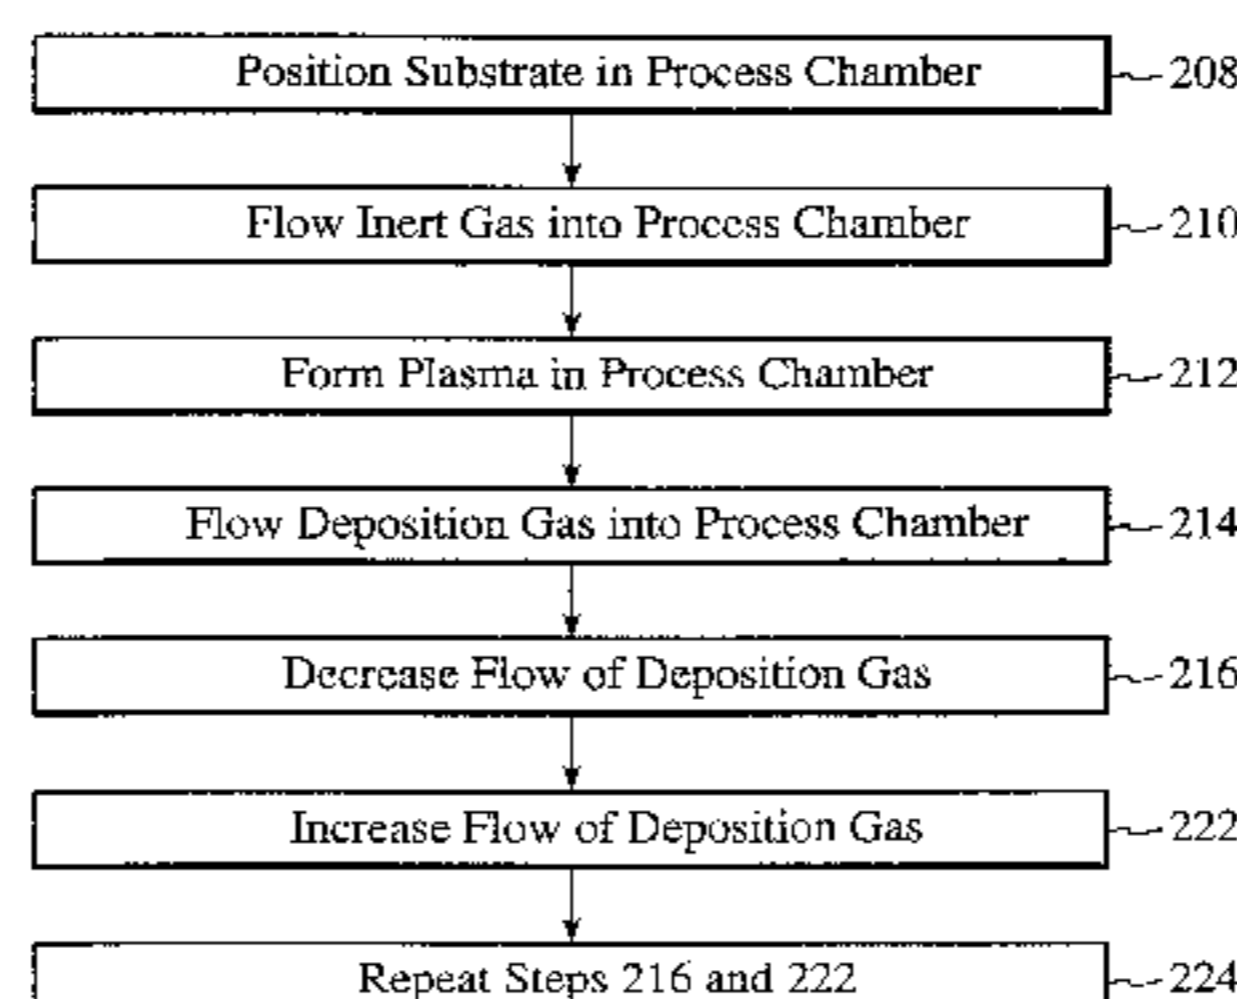 Position Substrate in Process Chamber 208
Flow Inert Gas into Process Chamber 210
Form Plasma in Process Chamber 212
Flow Deposition Gas into Process Chamber 214
Decrease Flow of Deposition Gas 216
Increase Flow of Deposition Gas 222
Repeat Steps 216 and 222 224